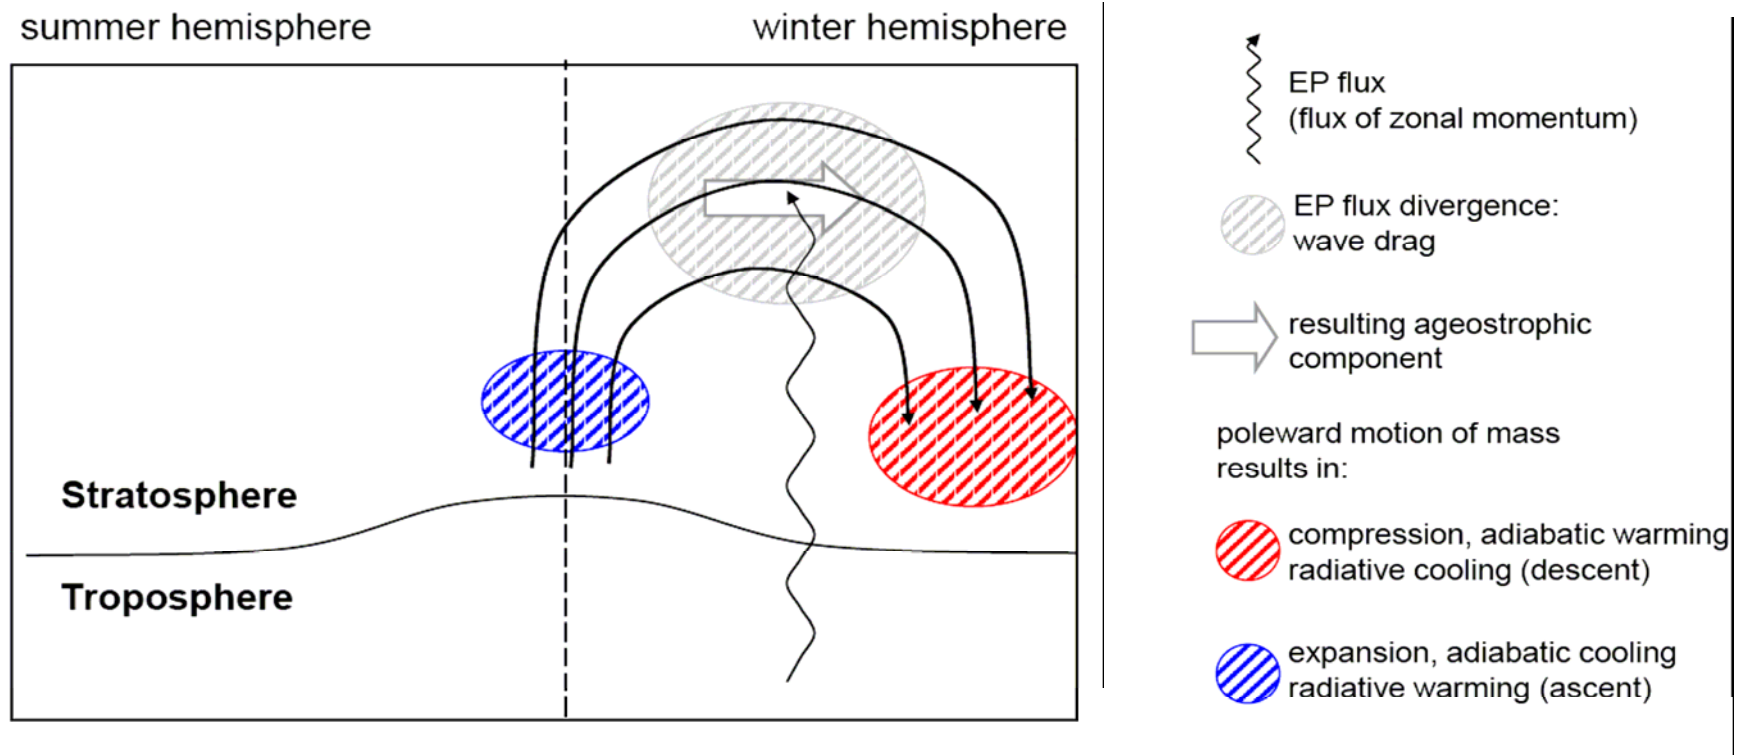 summer hemisphere
winter hemisphere
Stratosphere
Troposphere
EP flux
(flux of zonal momentum)
EP flux divergence:
wave drag
resulting ageostrophic
component
poleward motion of mass
results in:
compression, adiabatic warming
radiative cooling (descent)
expansion, adiabatic cooling
radiative warming (ascent)